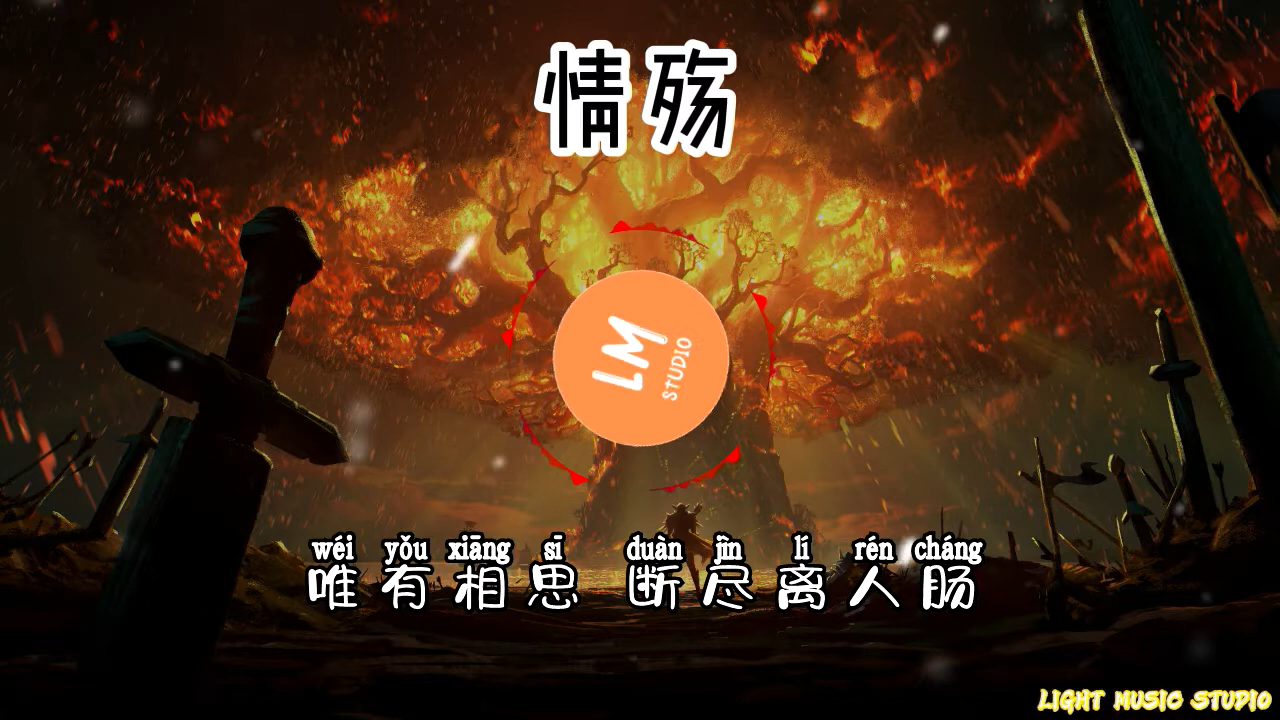 情殇
LM
STUDIO
wéi yǒu xiāng sī duàn jìn lí rén cháng
唯有相思 断尽离人肠
LIGHT MUSIC STUDIO